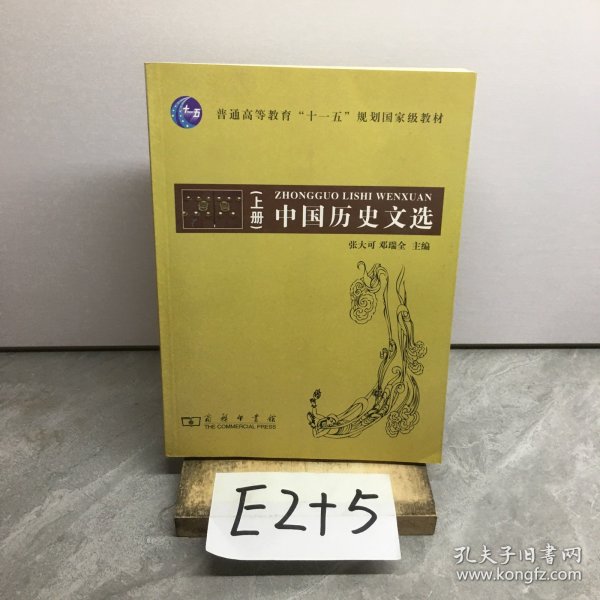 十一五
普通高等教育“十一五”规划国家级教材
(上册)
ZHONGGUO LISHI WENXUAN
中国历史文选
张大可 邓瑞全 主编
商务印书馆
THE COMMERCIAL PRESS
E2+5
孔夫子旧书网
www.kongfz.com